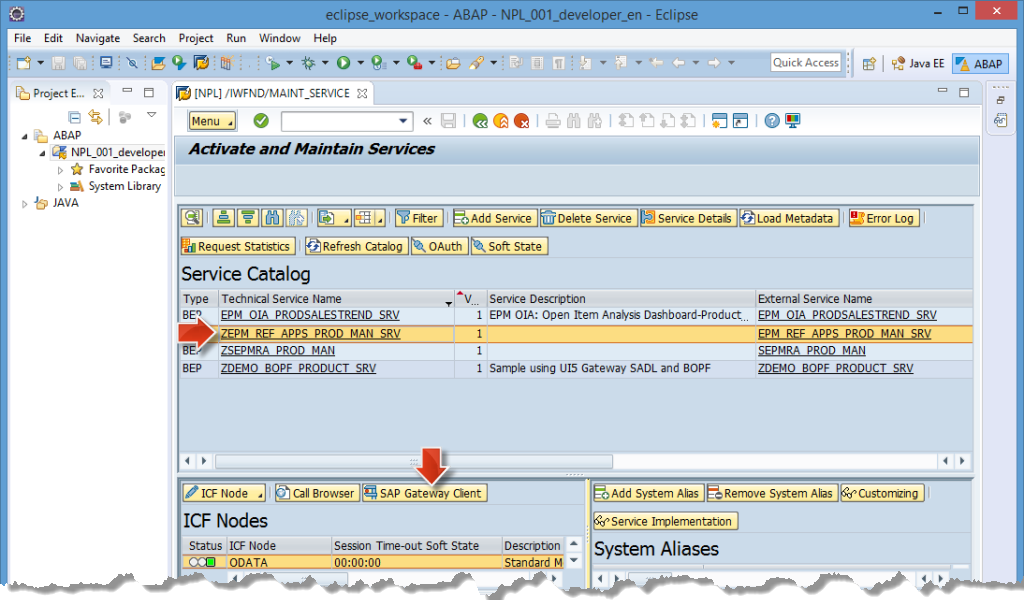 eclipse_workspace - ABAP - NPL_001_developer_en - Eclipse
File Edit Navigate Search Project Run Window Help
Quick Access Java EE ABAP
Project E...
ABAP
NPL_001_developer
Favorite Packag
System Library
JAVA
[NPL] /IWFND/MAINT_SERVICE
Menu
Activate and Maintain Services
Filter Add Service Delete Service Service Details Load Metadata Error Log
Request Statistics Refresh Catalog OAuth Soft State
Service Catalog
Type Technical Service Name V... Service Description External Service Name
BEP EPM_OIA_PRODSALESTREND_SRV 1 EPM OIA: Open Item Analysis Dashboard-Product... EPM_OIA_PRODSALESTREND_SRV
ZEPM_REF_APPS_PROD_MAN_SRV 1 EPM_REF_APPS_PROD_MAN_SRV
BEP ZSEPMRA_PROD_MAN 1 SEPMRA_PROD_MAN
BEP ZDEMO_BOPF_PRODUCT_SRV 1 Sample using UI5 Gateway SADL and BOPF ZDEMO_BOPF_PRODUCT_SRV
ICF Node Call Browser SAP Gateway Client
ICF Nodes
Status ICF Node Session Time-out Soft State Description
ODATA 00:00:00 Standard M
Add System Alias Remove System Alias Customizing
Service Implementation
System Aliases